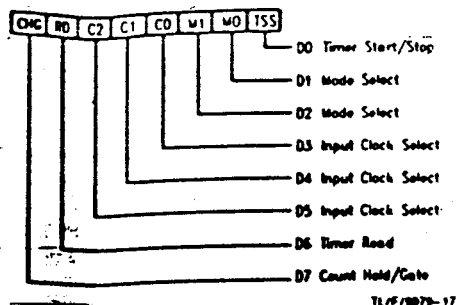 CHG RD C2 C1 C0 M1 M0 TSS
D0 Timer Start/Stop
D1 Mode Select
D2 Mode Select
D3 Input Clock Select
D4 Input Clock Select
D5 Input Clock Select
D6 Timer Read
D7 Count Hold/Gate
TL/F/9979-17